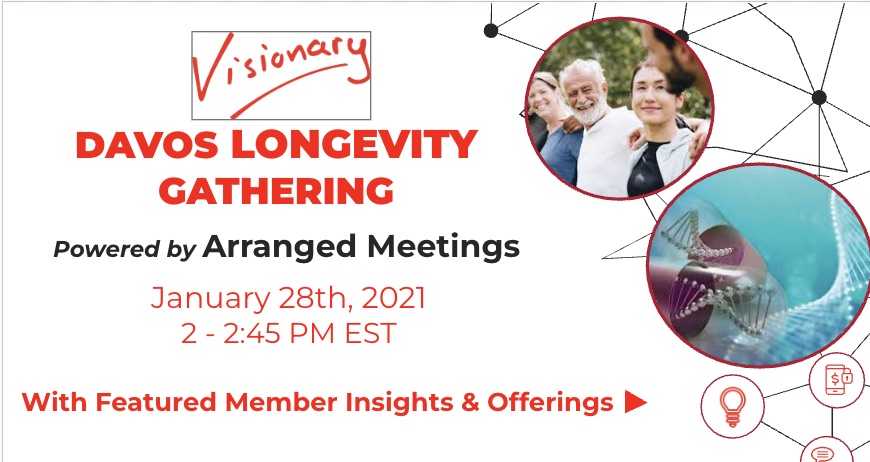 Visionary
DAVOS LONGEVITY
GATHERING
Powered by Arranged Meetings
January 28th, 2021
2 - 2:45 PM EST
With Featured Member Insights & Offerings
$